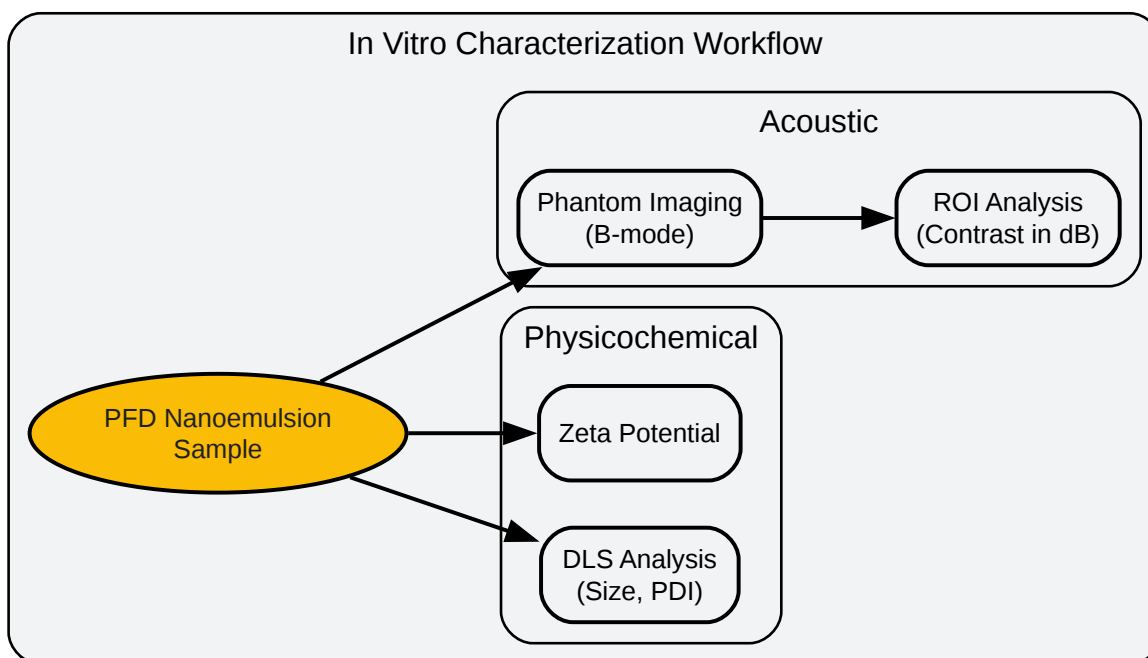 In Vitro Characterization Workflow
Acoustic
Phantom Imaging
(B-mode)
ROI Analysis
(Contrast in dB)
Physicochemical
PFD Nanoemulsion
Sample
Zeta Potential
DLS Analysis
(Size, PDI)